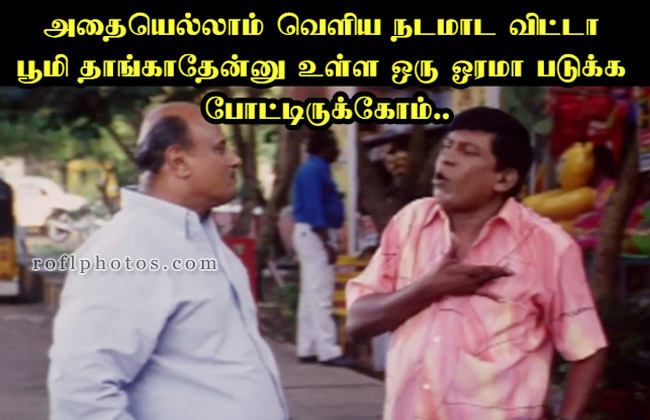 அதையெல்லாம் வெளிய நடமாட விட்டா
பூமி தாங்காதேன்னு உள்ள ஒரு ஓரமா படுக்க
போட்டிருக்கோம்..
roflphotos.com